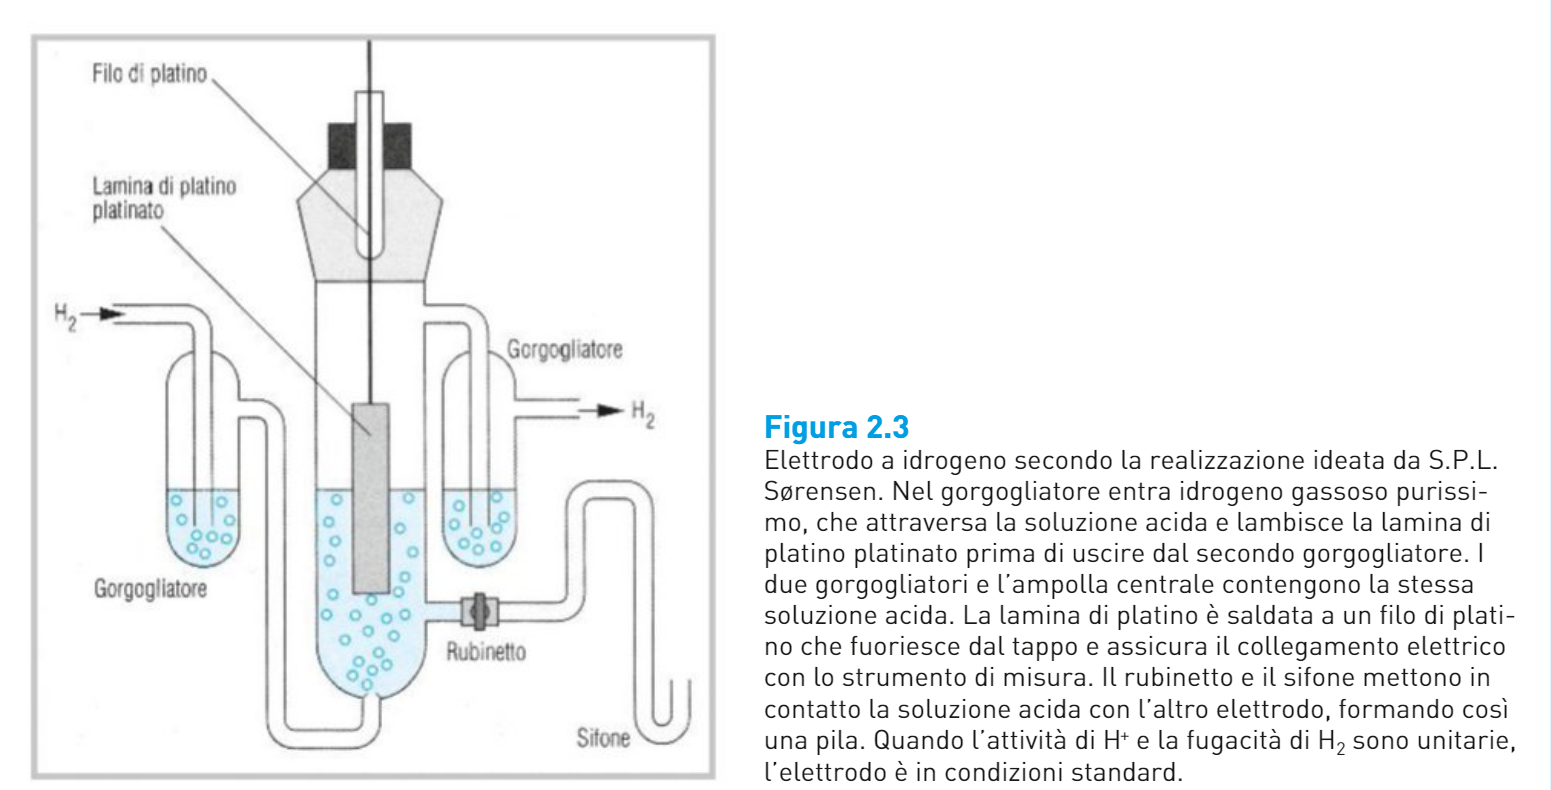 Filo di platino
Lamina di platino
platinato
H₂
Gorgogliatore
H₂
Gorgogliatore
Rubinetto
Sifone
Figura 2.3
Elettrodo a idrogeno secondo la realizzazione ideata da S.P.L.
Sørensen. Nel gorgogliatore entra idrogeno gassoso purissi-
mo, che attraversa la soluzione acida e lambisce la lamina di
platino platinato prima di uscire dal secondo gorgogliatore. I
due gorgogliatori e l’ampolla centrale contengono la stessa
soluzione acida. La lamina di platino è saldata a un filo di plati-
no che fuoriesce dal tappo e assicura il collegamento elettrico
con lo strumento di misura. Il rubinetto e il sifone mettono in
contatto la soluzione acida con l’altro elettrodo, formando così
una pila. Quando l’attività di H⁺ e la fugacità di H₂ sono unitarie,
l’elettrodo è in condizioni standard.